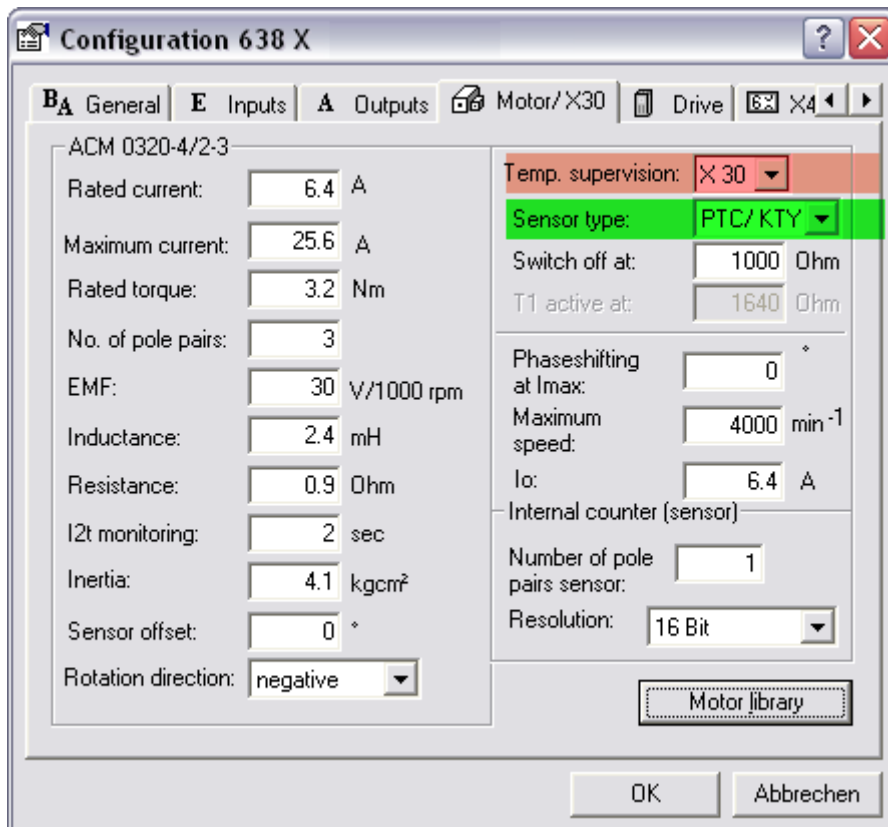 Configuration 638 X
BA General
E Inputs
A Outputs
Motor/X30
Drive
X4
ACM 0320-4/2-3
Rated current: 6.4 A
Maximum current: 25.6 A
Rated torque: 3.2 Nm
No. of pole pairs: 3
EMF: 30 V/1000 rpm
Inductance: 2.4 mH
Resistance: 0.9 Ohm
I2t monitoring: 2 sec
Inertia: 4.1 kgcm²
Sensor offset: 0 °
Rotation direction: negative
Temp. supervision: X 30
Sensor type: PTC/KTY
Switch off at: 1000 Ohm
T1 active at: 1640 Ohm
Phaseshifting
at Imax: 0 °
Maximum
speed: 4000 min-1
Io: 6.4 A
Internal counter (sensor)
Number of pole
pairs sensor: 1
Resolution: 16 Bit
Motor library
OK
Abbrechen